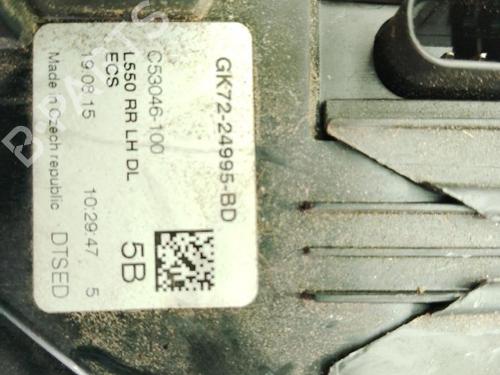 GK72-24995-BD
C53046-100
L550 RR LH DL
ECS
5B
19.08.15 10:29:47 5
Made in Czech republic DTSED
B-PARTS